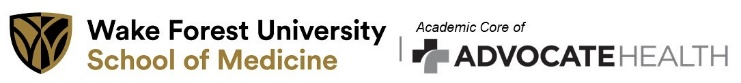 Wake Forest University
School of Medicine
Academic Core of
ADVOCATEHEALTH